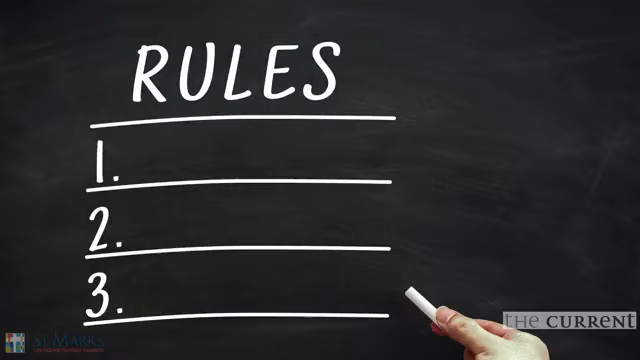 RULES
1.
2.
3.
ST. MARK'S
the current